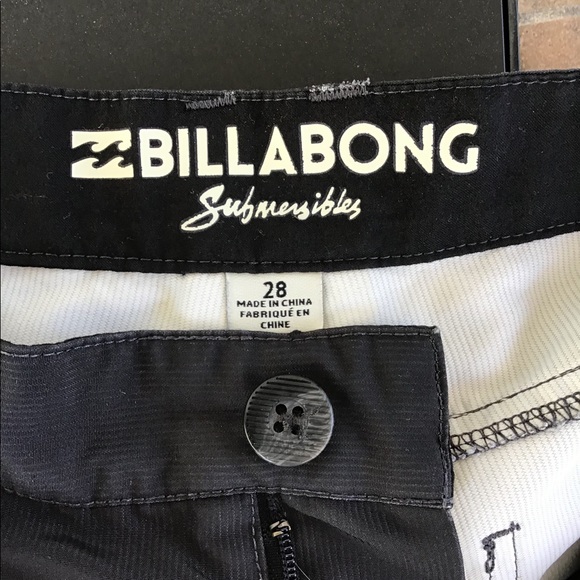 BILLABONG
Submersibles
28
MADE IN CHINA
FABRIQUÉ EN
CHINE